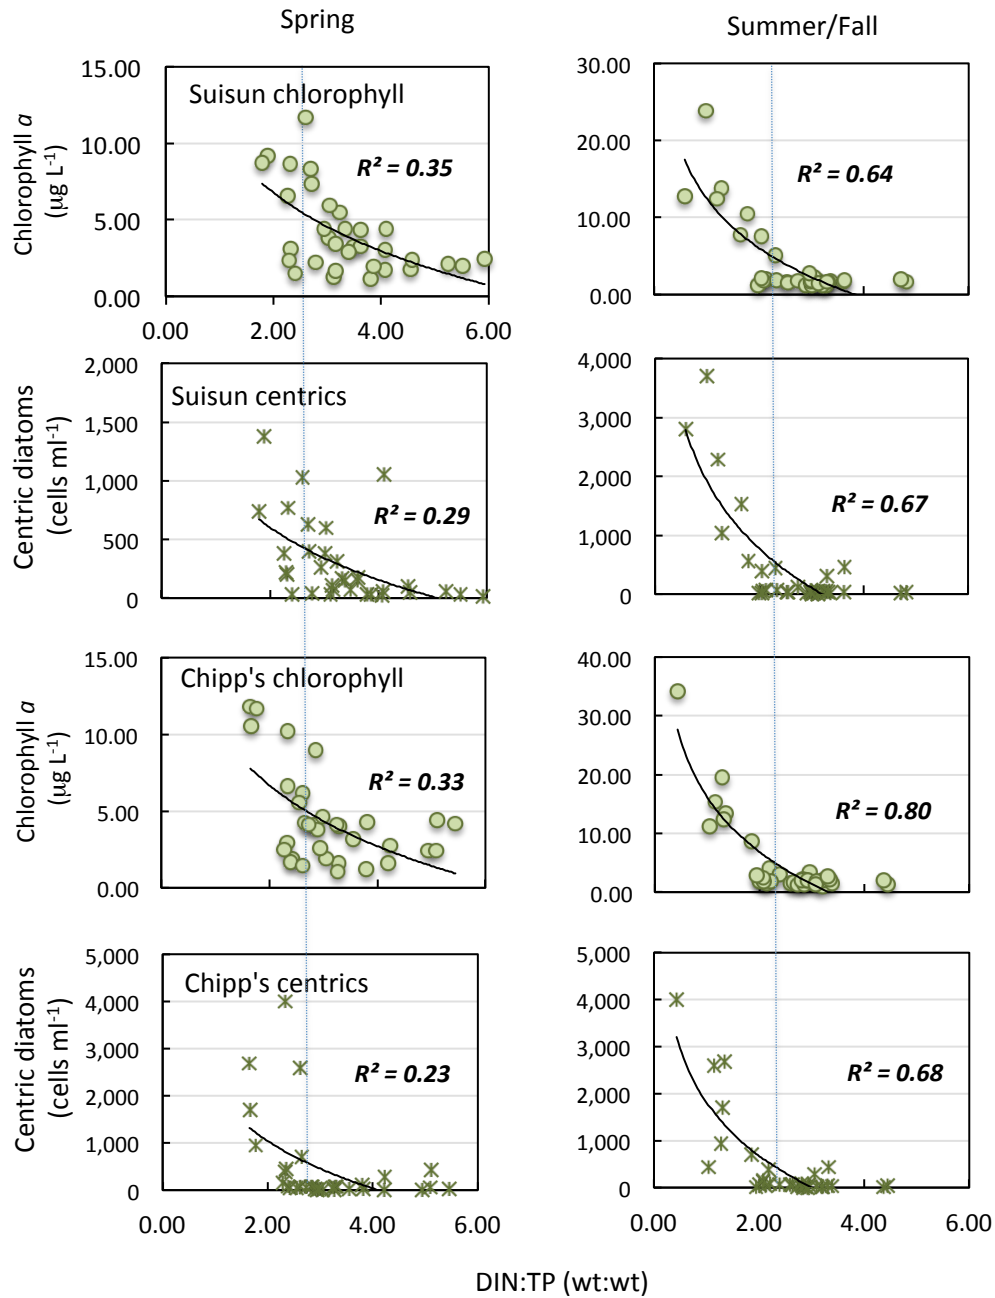 Spring
Summer/Fall
Chlorophyll a
(µg L-1)
15.00
10.00
5.00
0.00
Suisun chlorophyll
R² = 0.35
0.00 2.00 4.00 6.00
30.00
20.00
10.00
0.00
R² = 0.64
0.00 2.00 4.00 6.00
Centric diatoms
(cells ml-1)
2,000
1,500
1,000
500
0
Suisun centrics
R² = 0.29
4,000
3,000
2,000
1,000
0
R² = 0.67
Chlorophyll a
(µg L-1)
15.00
10.00
5.00
0.00
Chipp's chlorophyll
R² = 0.33
40.00
30.00
20.00
10.00
0.00
R² = 0.80
Centric diatoms
(cells ml-1)
5,000
4,000
3,000
2,000
1,000
0
Chipp's centrics
R² = 0.23
0.00 2.00 4.00 6.00
5,000
4,000
3,000
2,000
1,000
0
R² = 0.68
0.00 2.00 4.00 6.00
DIN:TP (wt:wt)